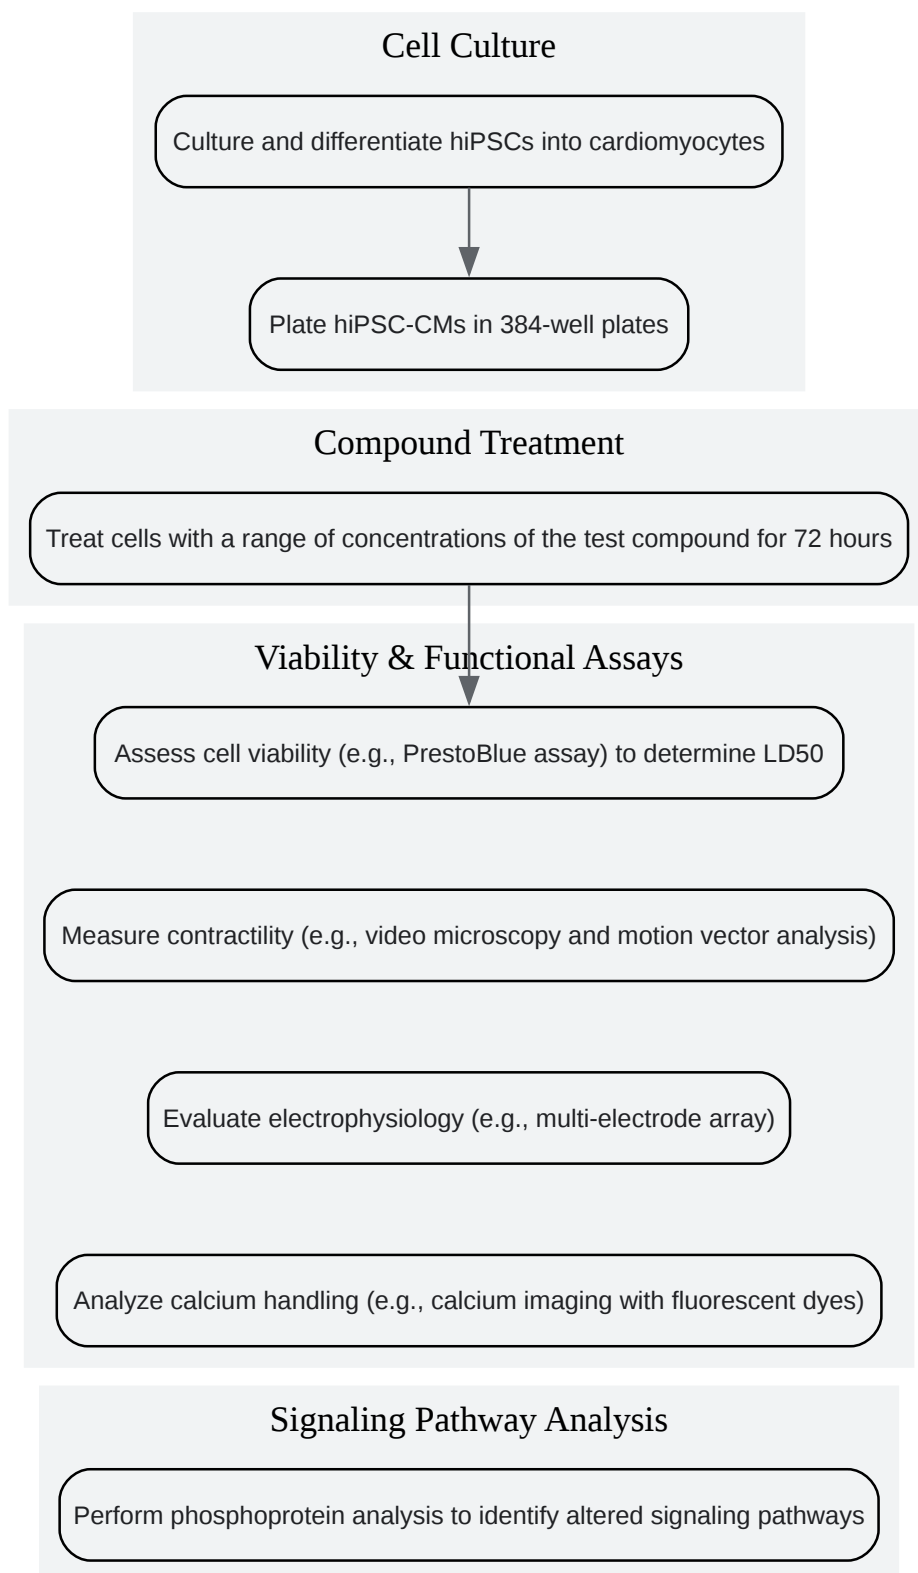 Cell Culture
Culture and differentiate hiPSCs into cardiomyocytes
Plate hiPSC-CMs in 384-well plates
Compound Treatment
Treat cells with a range of concentrations of the test compound for 72 hours
Viability & Functional Assays
Assess cell viability (e.g., PrestoBlue assay) to determine LD50
Measure contractility (e.g., video microscopy and motion vector analysis)
Evaluate electrophysiology (e.g., multi-electrode array)
Analyze calcium handling (e.g., calcium imaging with fluorescent dyes)
Signaling Pathway Analysis
Perform phosphoprotein analysis to identify altered signaling pathways